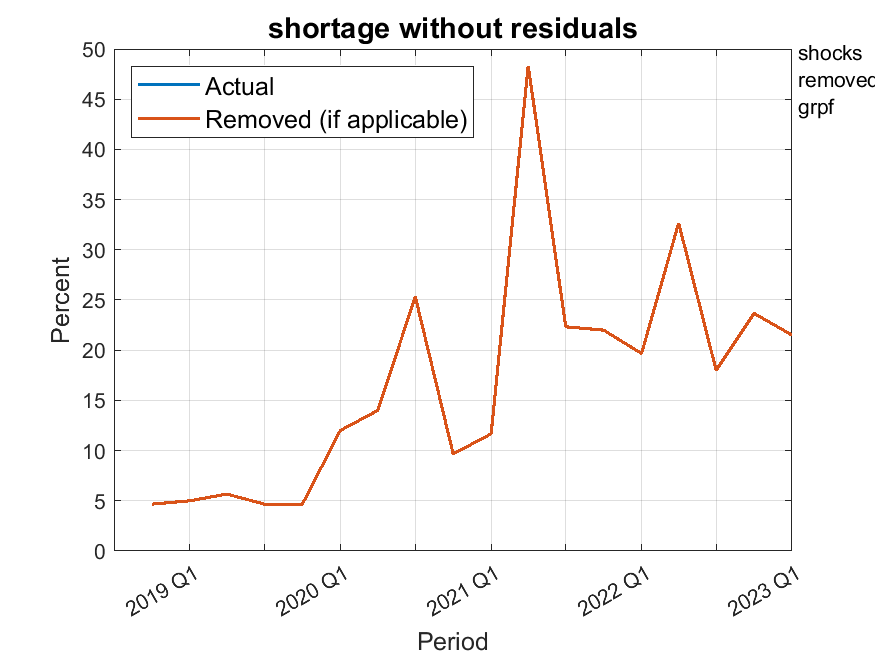 shortage without residuals
shocks
removed
grpf
Actual
Removed (if applicable)
50
45
40
35
30
25
20
15
10
5
0
Percent
2019 Q1
2020 Q1
2021 Q1
2022 Q1
2023 Q1
Period